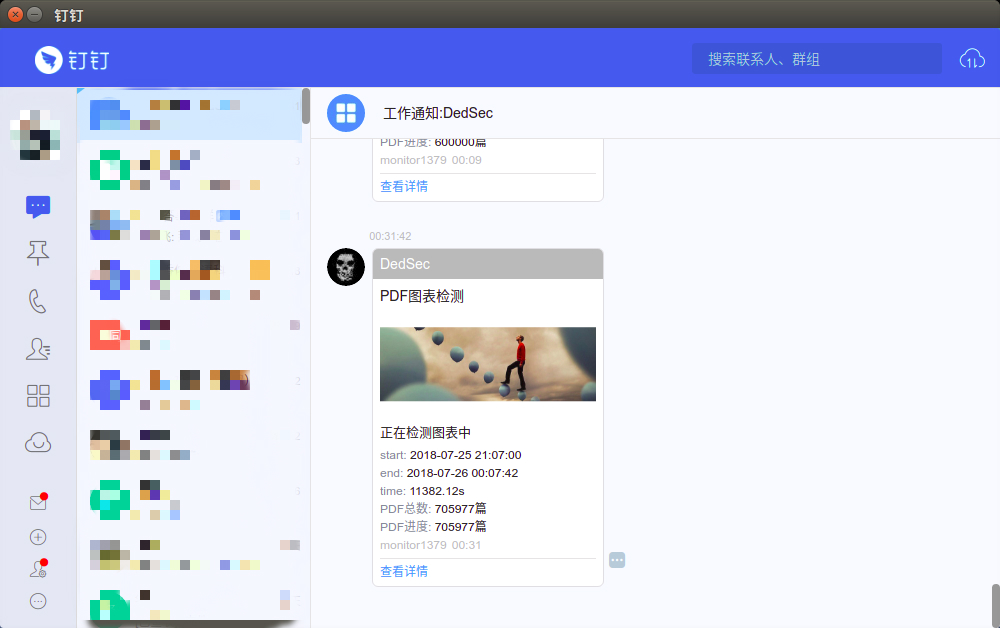 钉钉
钉钉
搜索联系人、群组
工作通知:DedSec
PDF进度: 600000篇
monitor1379 00:09
查看详情
00:31:42
DedSec
PDF图表检测
正在检测图表中
start: 2018-07-25 21:07:00
end: 2018-07-26 00:07:42
time: 11382.12s
PDF总数: 705977篇
PDF进度: 705977篇
monitor1379 00:31
查看详情